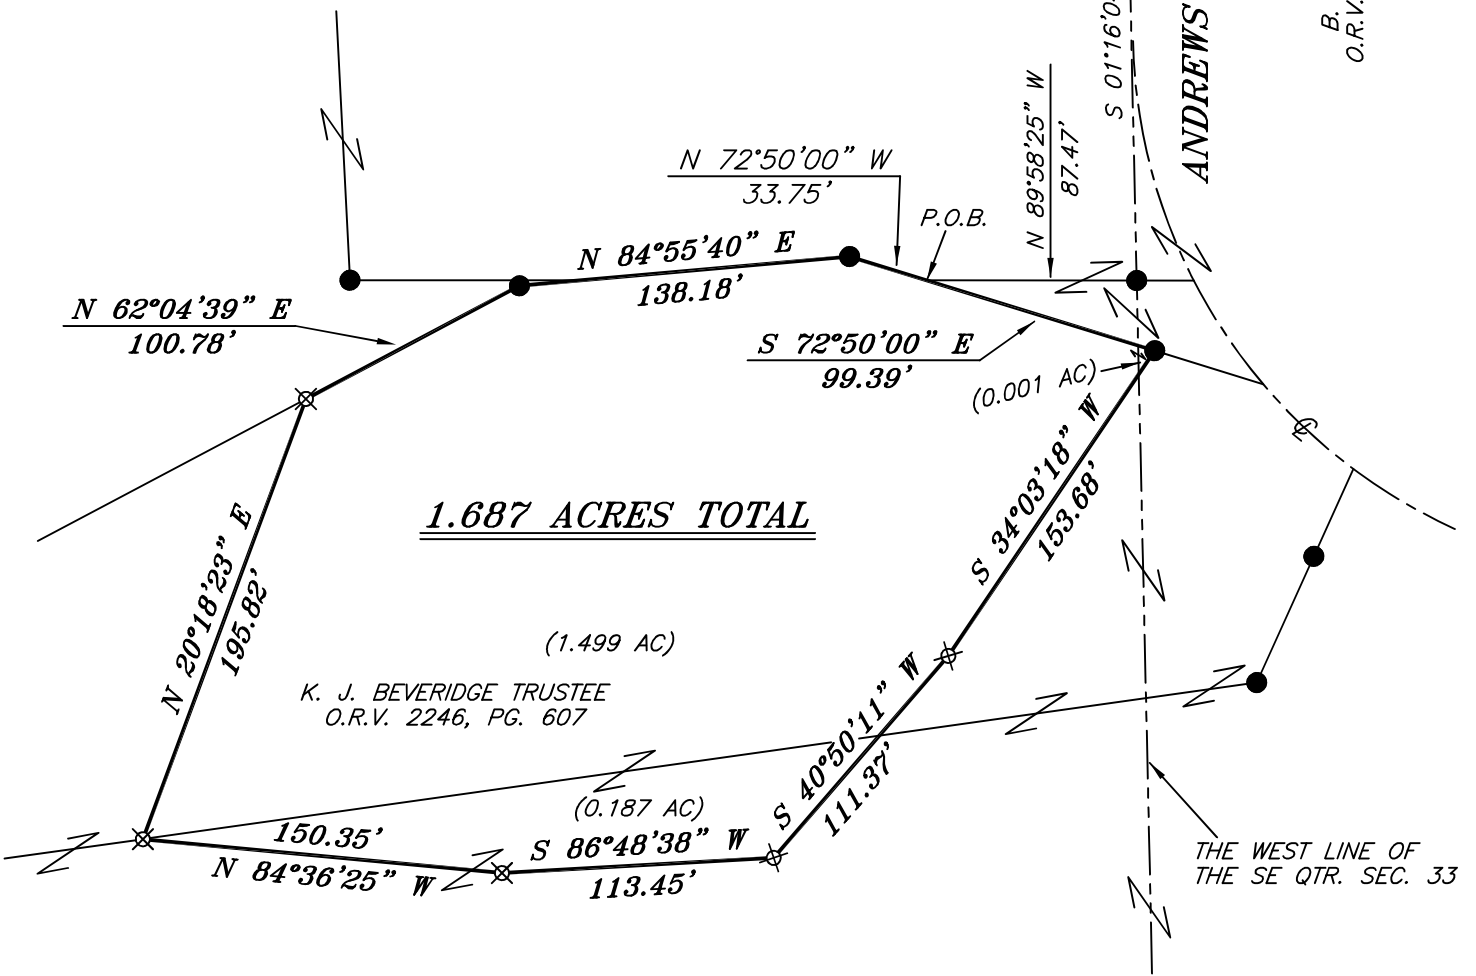 B.
O.R.V.
S 01°16'0
ANDREWS
N 89°58'25" W
87.47'
N 72°50'00" W
33.75'
P.O.B.
N 84°55'40" E
138.18'
N 62°04'39" E
100.78'
S 72°50'00" E
99.39'
(0.001 AC)
S 34°03'18" W
153.68'
1.687 ACRES TOTAL
N 20°18'23" E
195.82'
(1.499 AC)
K. J. BEVERIDGE TRUSTEE
O.R.V. 2246, PG. 607
S 40°50'11" W
111.37'
(0.187 AC)
150.35'
N 84°36'25" W
S 86°48'38" W
113.45'
THE WEST LINE OF
THE SE QTR. SEC. 33